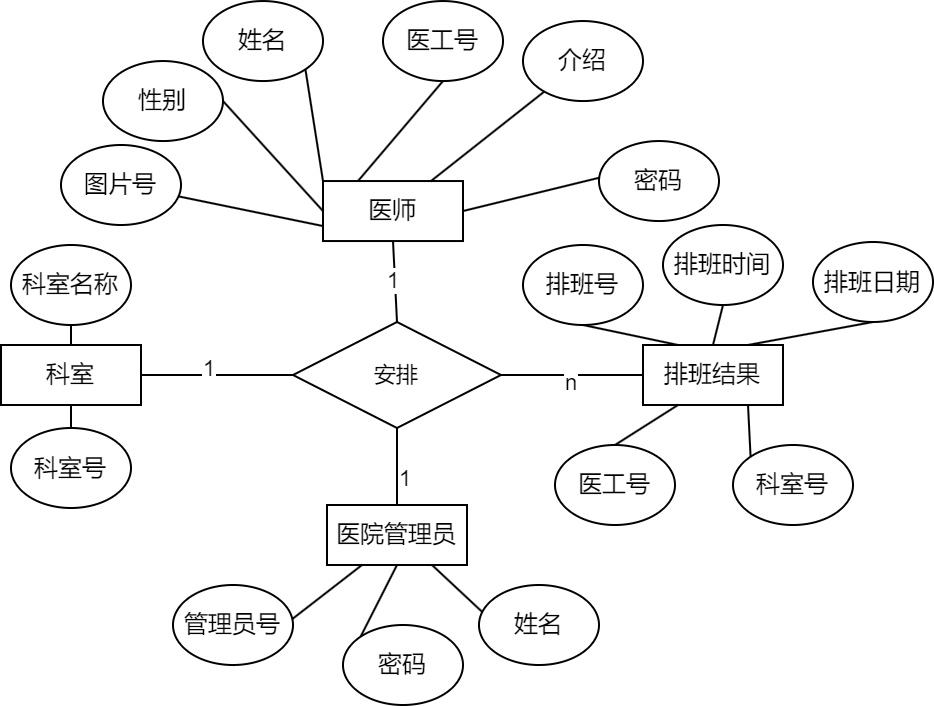 姓名
医工号
介绍
性别
图片号
密码
医师
科室名称
1
排班号
排班时间
排班日期
科室
1
安排
n
排班结果
科室号
1
医工号
科室号
医院管理员
管理员号
密码
姓名